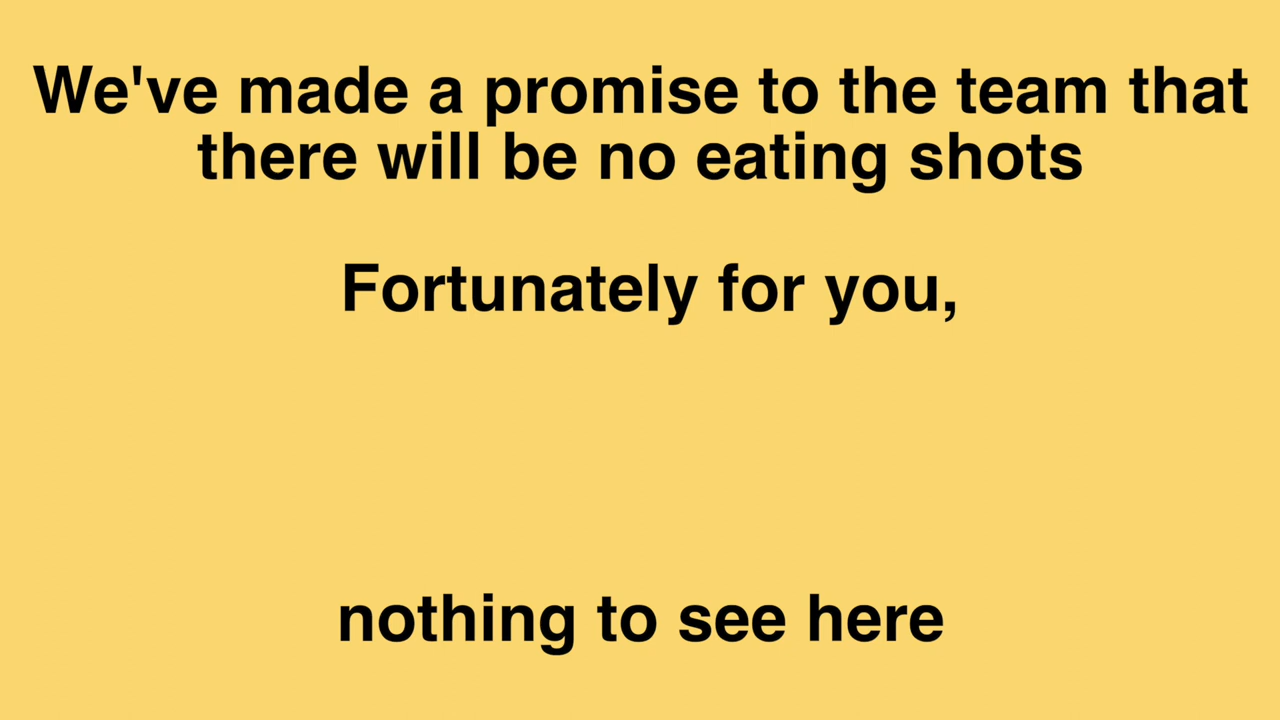 We've made a promise to the team that
there will be no eating shots
Fortunately for you,
nothing to see here